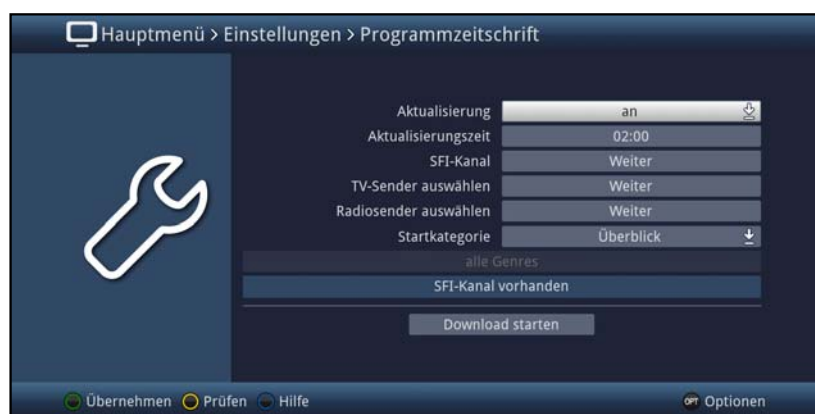 Hauptmenü > Einstellungen > Programmzeitschrift
Aktualisierung an
Aktualisierungszeit 02:00
SFI-Kanal Weiter
TV-Sender auswählen Weiter
Radiosender auswählen Weiter
Startkategorie Überblick
alle Genres
SFI-Kanal vorhanden
Download starten
Übernehmen Prüfen Hilfe OPT Optionen